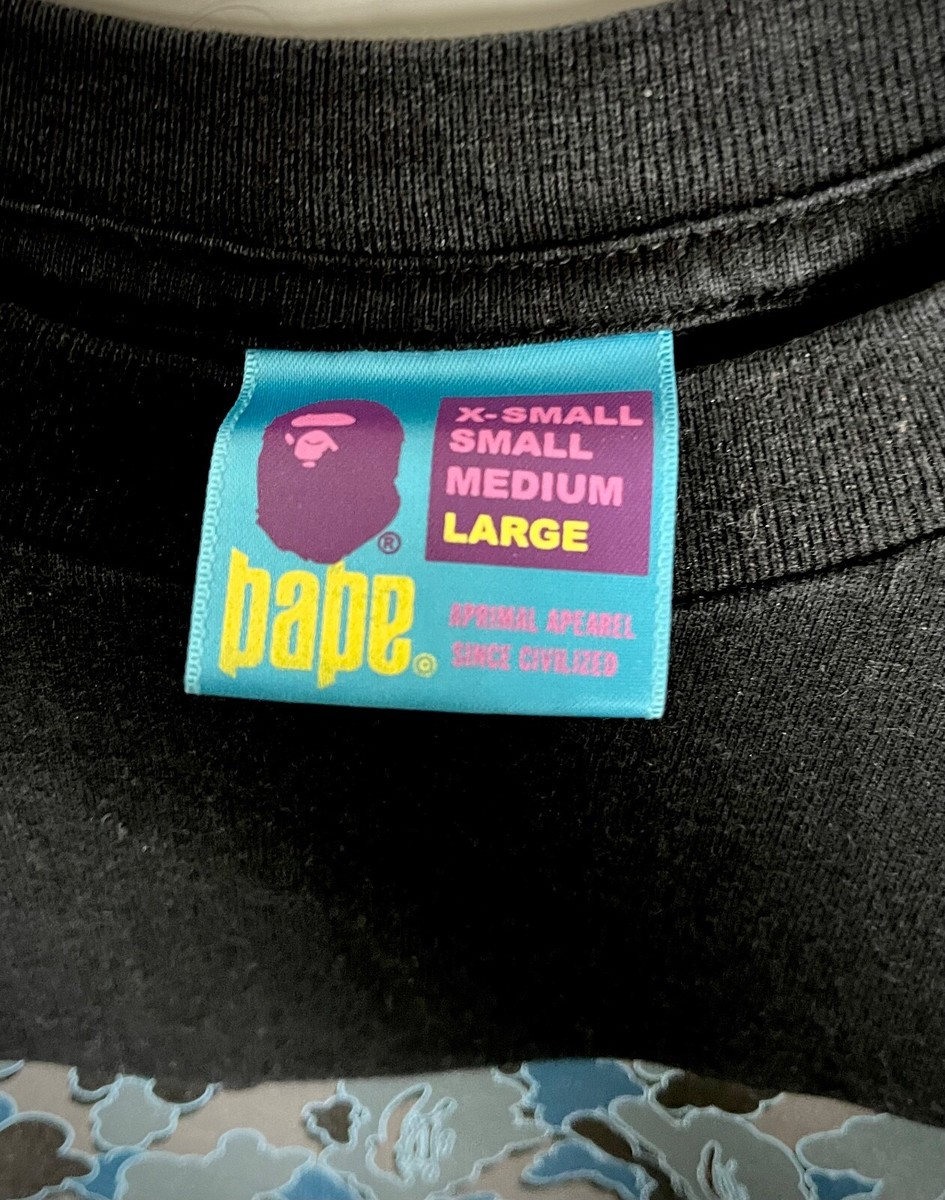 X-SMALL
SMALL
MEDIUM
LARGE
®
bape©
APRIMAL APEAREL
SINCE CIVILIZED